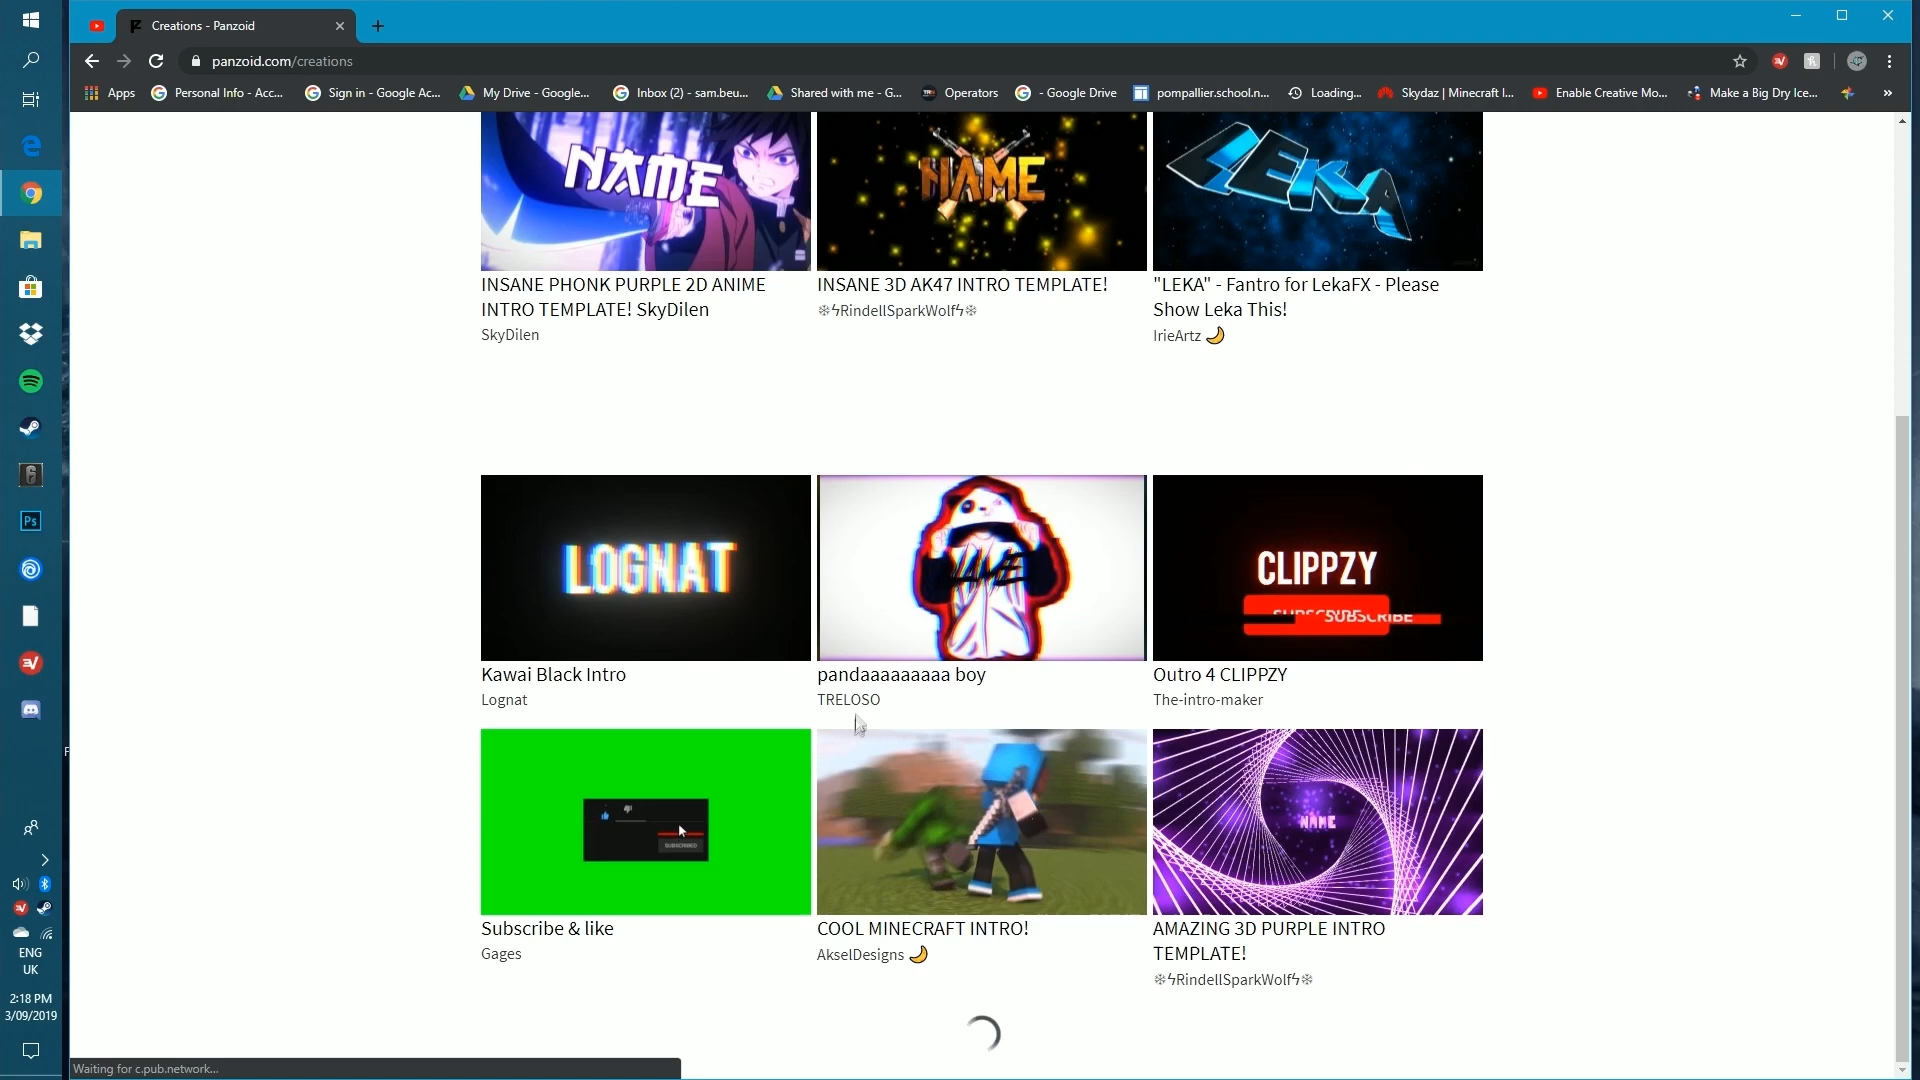 Creations - Panzoid
panzoid.com/creations
Apps
Personal Info - Acc...
Sign in - Google Ac...
My Drive - Google...
Inbox (2) - sam.beu...
Shared with me - G...
Operators
- Google Drive
pompallier.school.n...
Loading...
Skydaz | Minecraft I...
Enable Creative Mo...
Make a Big Dry Ice...
»
NAME
NAME
LEKA
INSANE PHONK PURPLE 2D ANIME
INTRO TEMPLATE! SkyDilen
SkyDilen
INSANE 3D AK47 INTRO TEMPLATE!
❄ϟRindellSparkWolfϟ❄
"LEKA" - Fantro for LekaFX - Please
Show Leka This!
IrieArtz 🌙
LOGNAT
NAME
CLIPPZY
SUBSCRIBE
SUBSCRIBE
Kawai Black Intro
Lognat
pandaaaaaaaaa boy
TRELOSO
Outro 4 CLIPPZY
The-intro-maker
SUBSCRIBED
NAME
Subscribe & like
Gages
COOL MINECRAFT INTRO!
AkselDesigns 🌙
AMAZING 3D PURPLE INTRO
TEMPLATE!
❄ϟRindellSparkWolfϟ❄
Ps
F
ENG
UK
2:18 PM
3/09/2019
Waiting for c.pub.network...